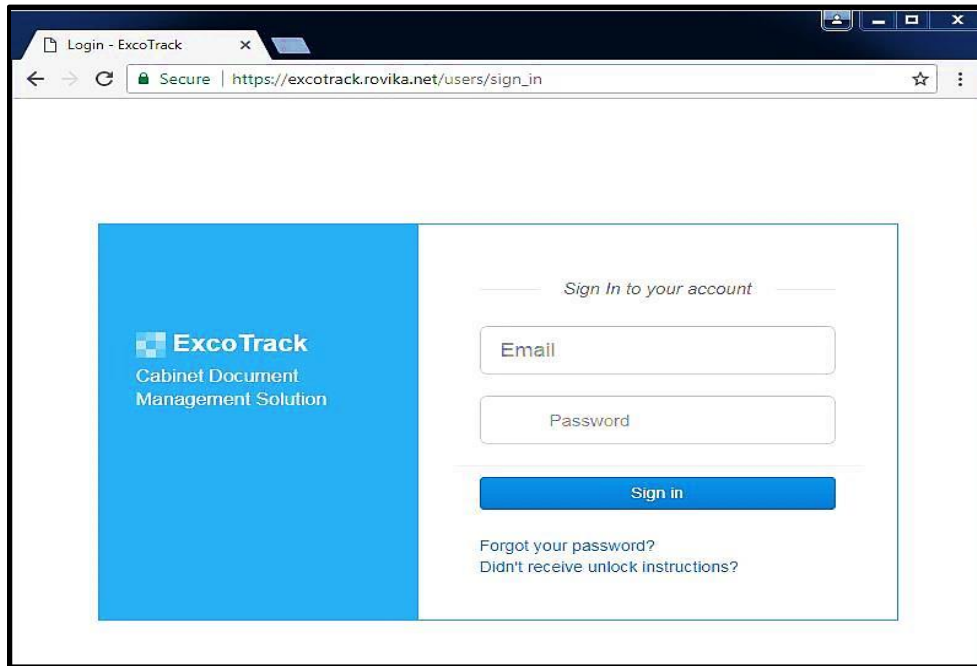 Login - ExcoTrack
Secure | https://excotrack.rovika.net/users/sign_in
ExcoTrack
Cabinet Document
Management Solution
Sign In to your account
Email
Password
Sign in
Forgot your password?
Didn't receive unlock instructions?